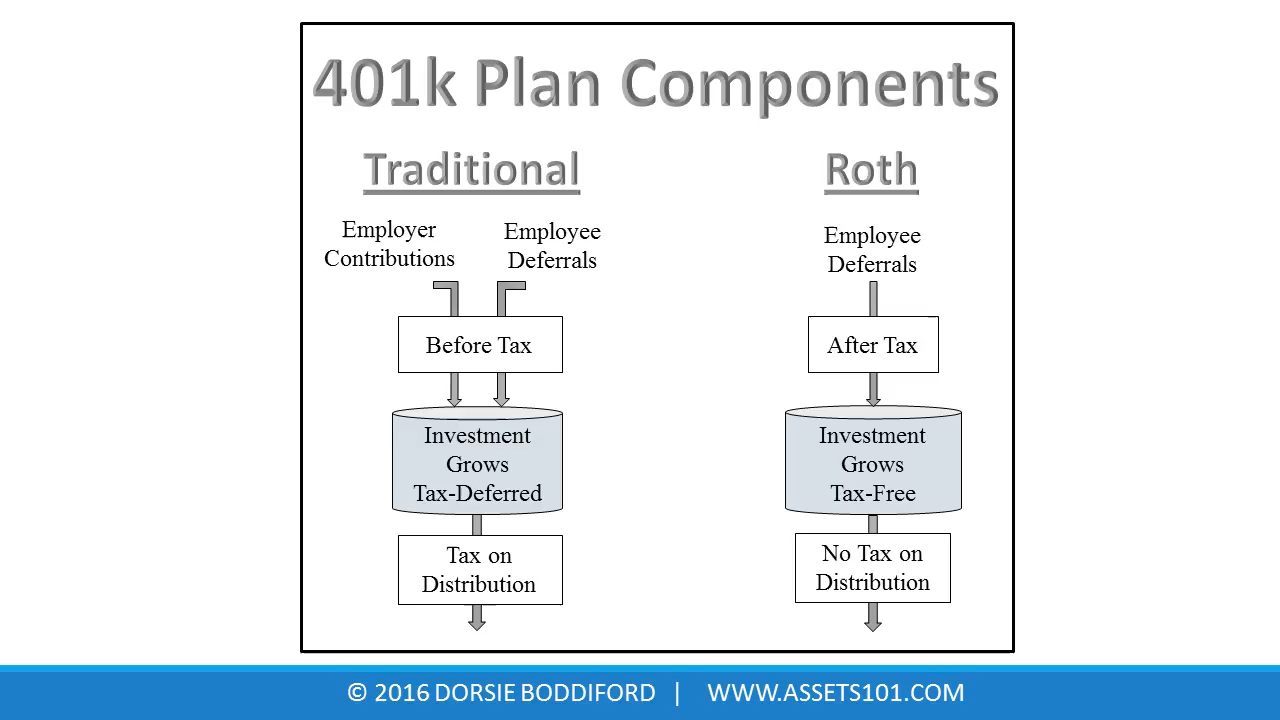 401k Plan Components
Traditional
Employer
Contributions
Employee
Deferrals
Before Tax
Investment
Grows
Tax-Deferred
Tax on
Distribution
Roth
Employee
Deferrals
After Tax
Investment
Grows
Tax-Free
No Tax on
Distribution
© 2016 DORSIE BODDIFORD | WWW.ASSETS101.COM